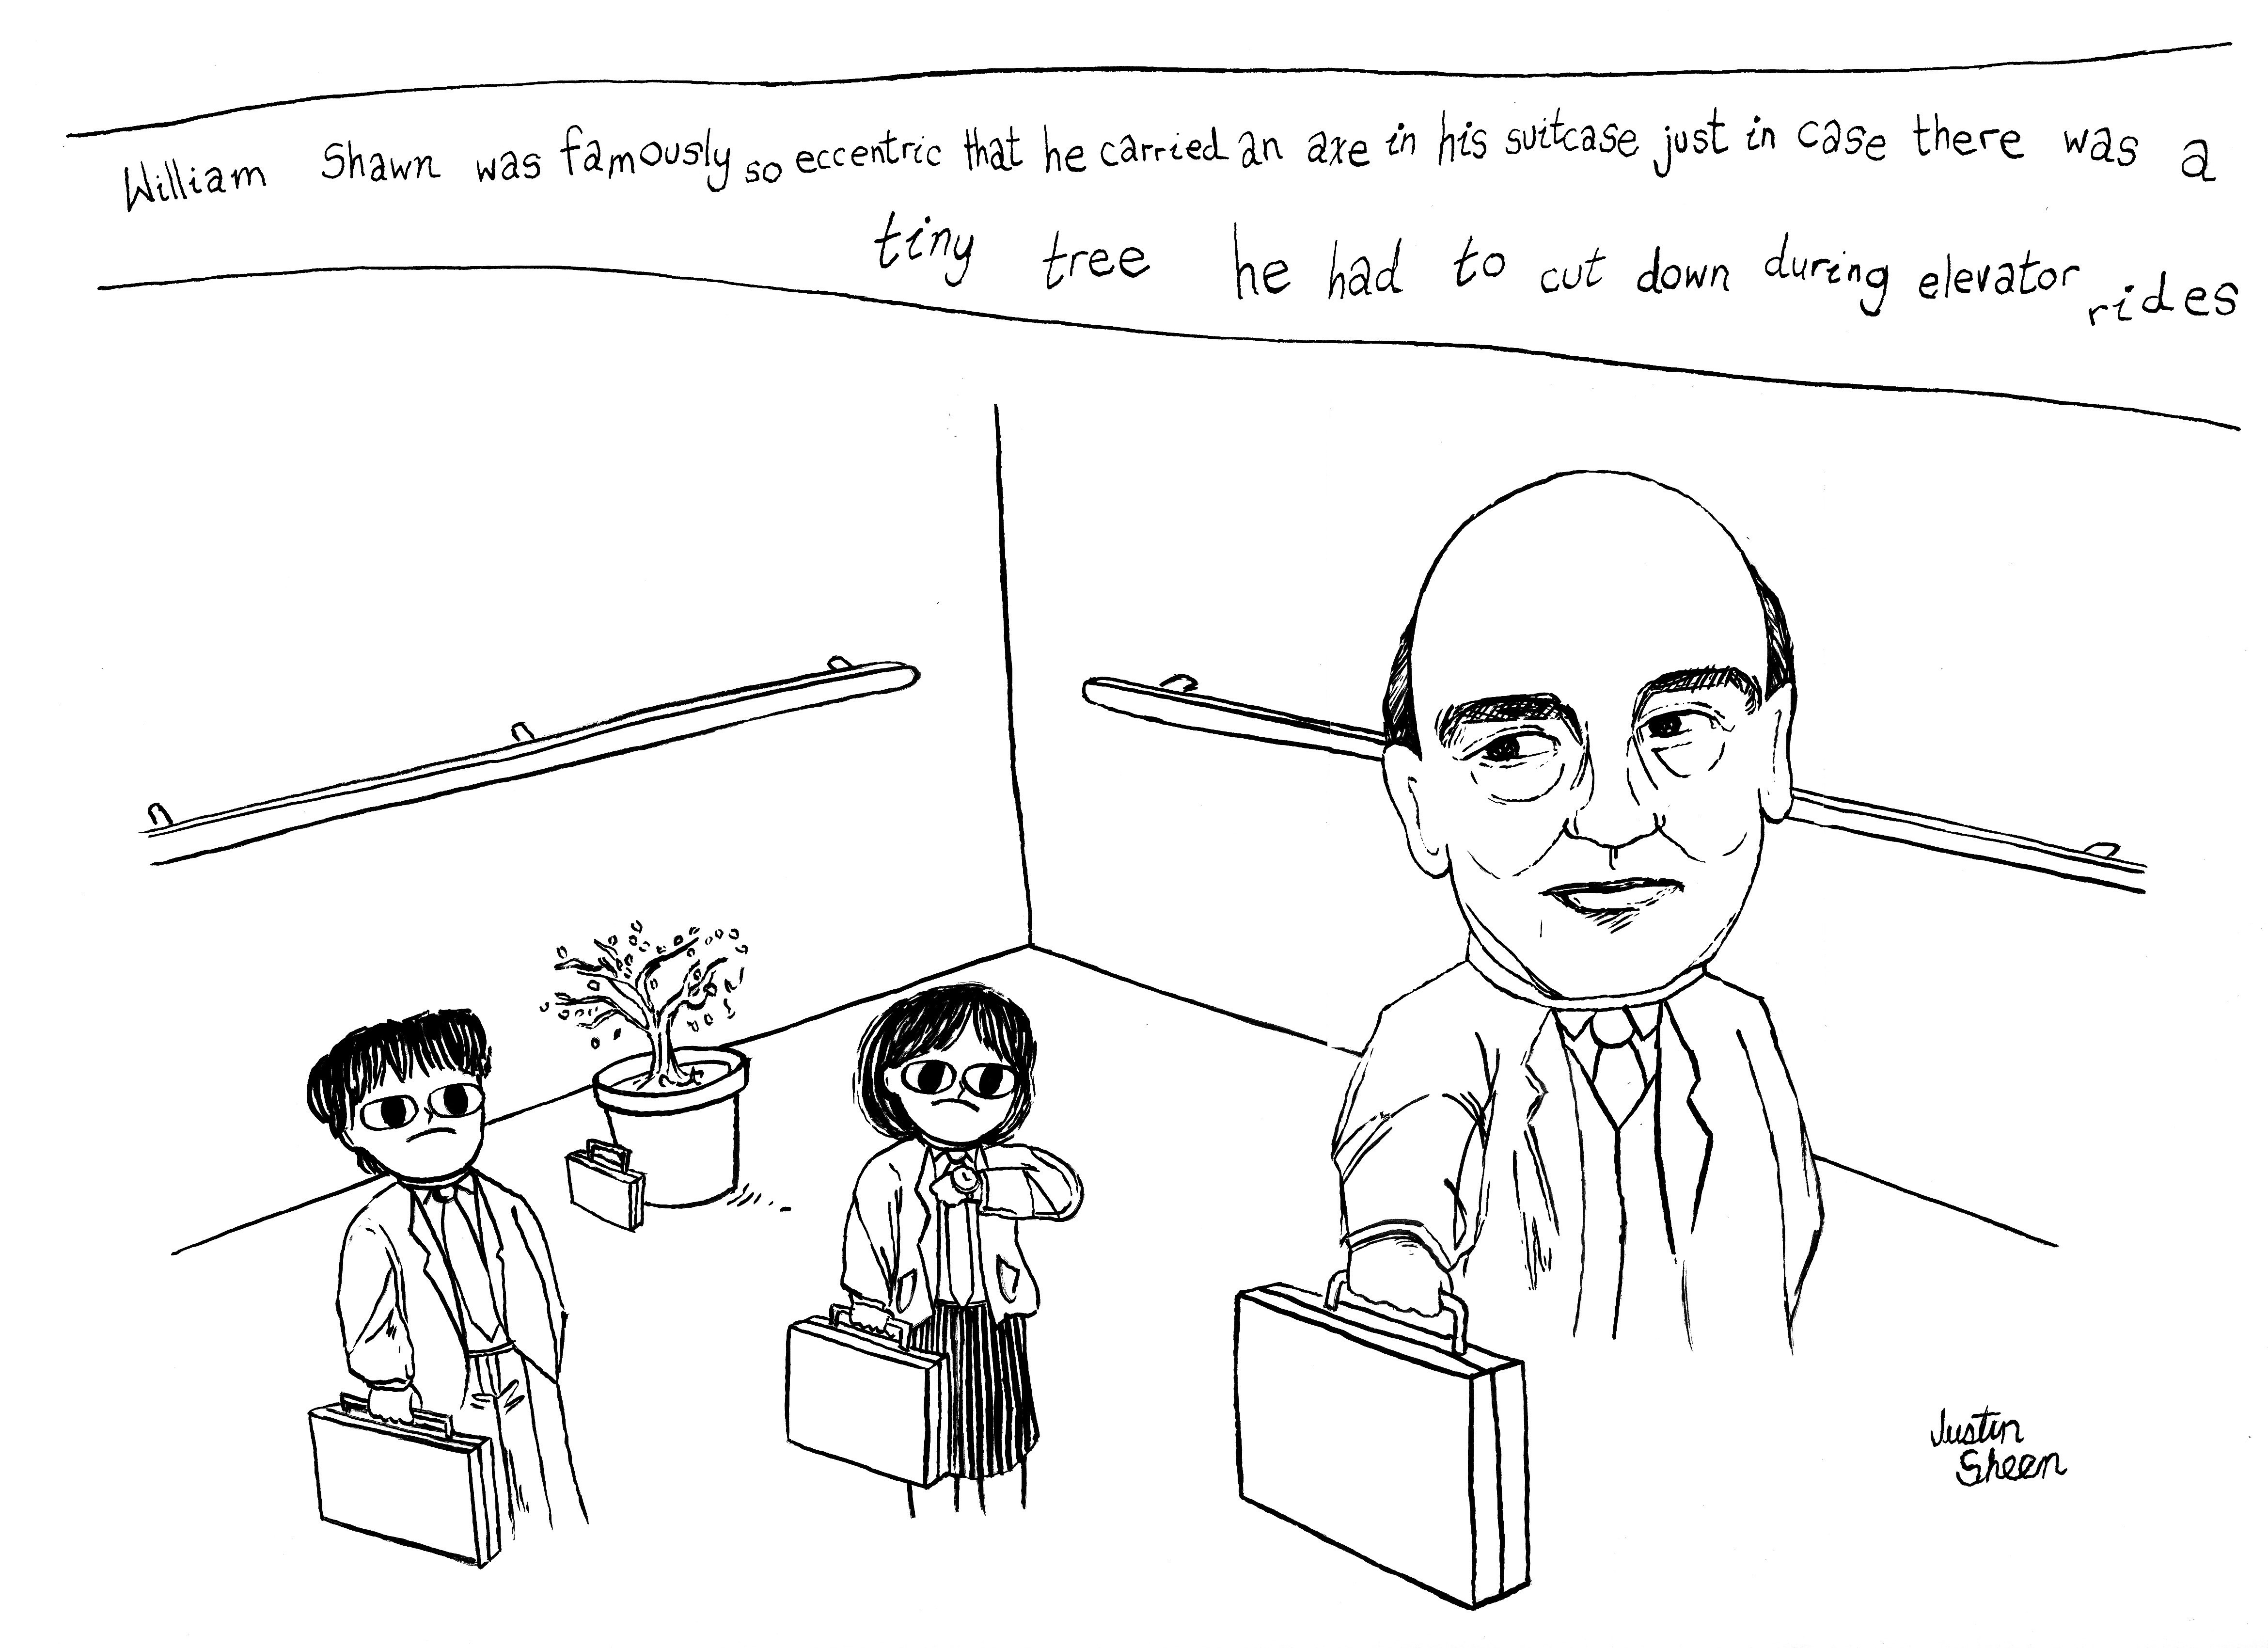 William Shawn was famously so eccentric that he carried an axe in his suitcase just in case there was a
tiny tree he had to cut down during elevator rides
Justin
Sheen